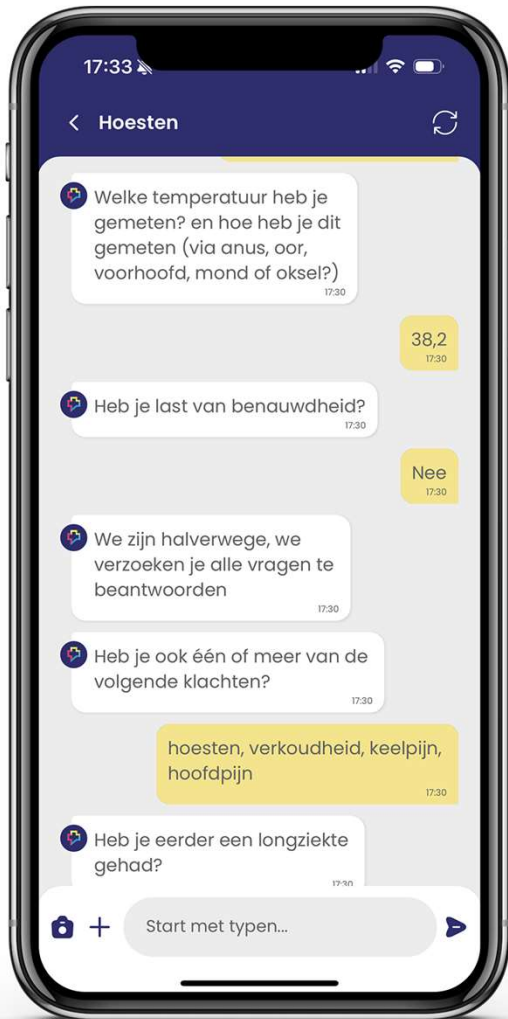 17:33
Hoesten
Welke temperatuur heb je
gemeten? en hoe heb je dit
gemeten (via anus, oor,
voorhoofd, mond of oksel?)
17:30
38,2
17:30
Heb je last van benauwdheid?
17:30
Nee
17:30
We zijn halverwege, we
verzoeken je alle vragen te
beantwoorden
17:30
Heb je ook één of meer van de
volgende klachten?
17:30
hoesten, verkoudheid, keelpijn,
hoofdpijn
17:30
Heb je eerder een longziekte
gehad?
17:30
Start met typen...